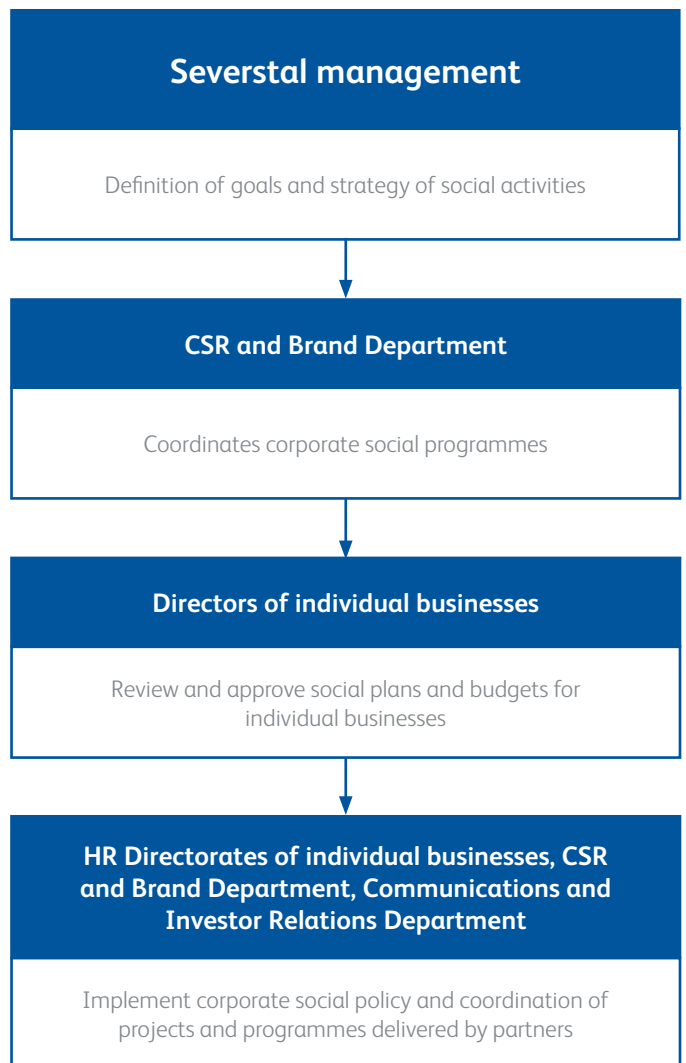 Severstal management
Definition of goals and strategy of social activities
CSR and Brand Department
Coordinates corporate social programmes
Directors of individual businesses
Review and approve social plans and budgets for
individual businesses
HR Directorates of individual businesses, CSR
and Brand Department, Communications and
Investor Relations Department
Implement corporate social policy and coordination of
projects and programmes delivered by partners